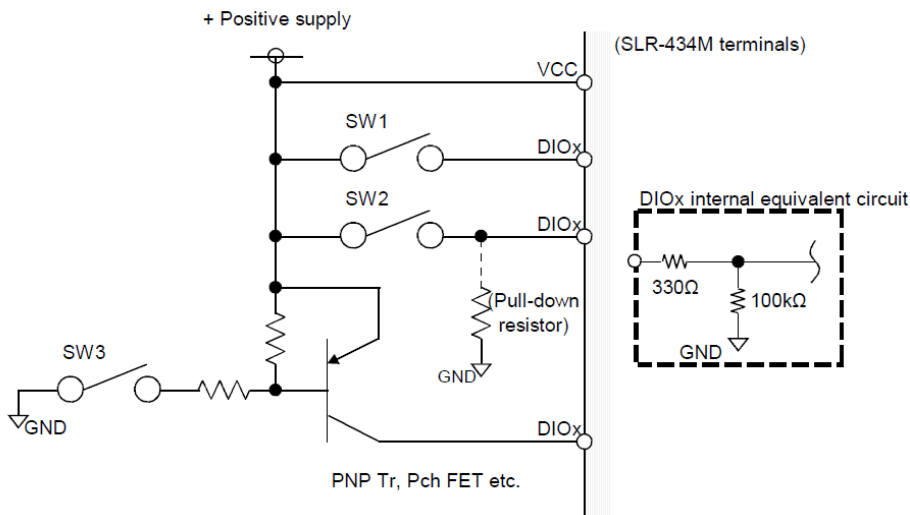 + Positive supply
(SLR-434M terminals)
VCC
SW1
DIOx
SW2
DIOx
DIOx internal equivalent circuit
330Ω
100kΩ
GND
(Pull-down
resistor)
GND
SW3
GND
DIOx
PNP Tr, Pch FET etc.